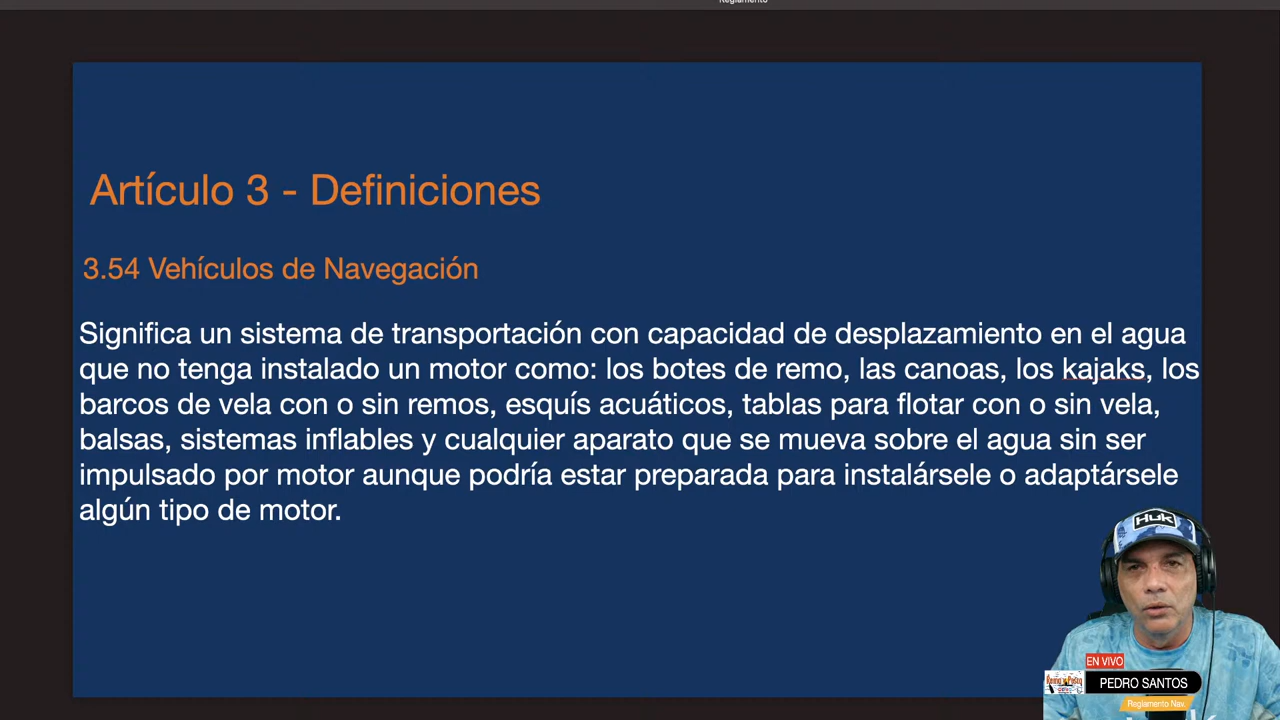 Reglamento
Artículo 3 - Definiciones
3.54 Vehículos de Navegación
Significa un sistema de transportación con capacidad de desplazamiento en el agua
que no tenga instalado un motor como: los botes de remo, las canoas, los kajaks, los
barcos de vela con o sin remos, esquís acuáticos, tablas para flotar con o sin vela,
balsas, sistemas inflables y cualquier aparato que se mueva sobre el agua sin ser
impulsado por motor aunque podría estar preparada para instalársele o adaptársele
algún tipo de motor.
HUK
EN VIVO
PEDRO SANTOS
Reglamento Nav.